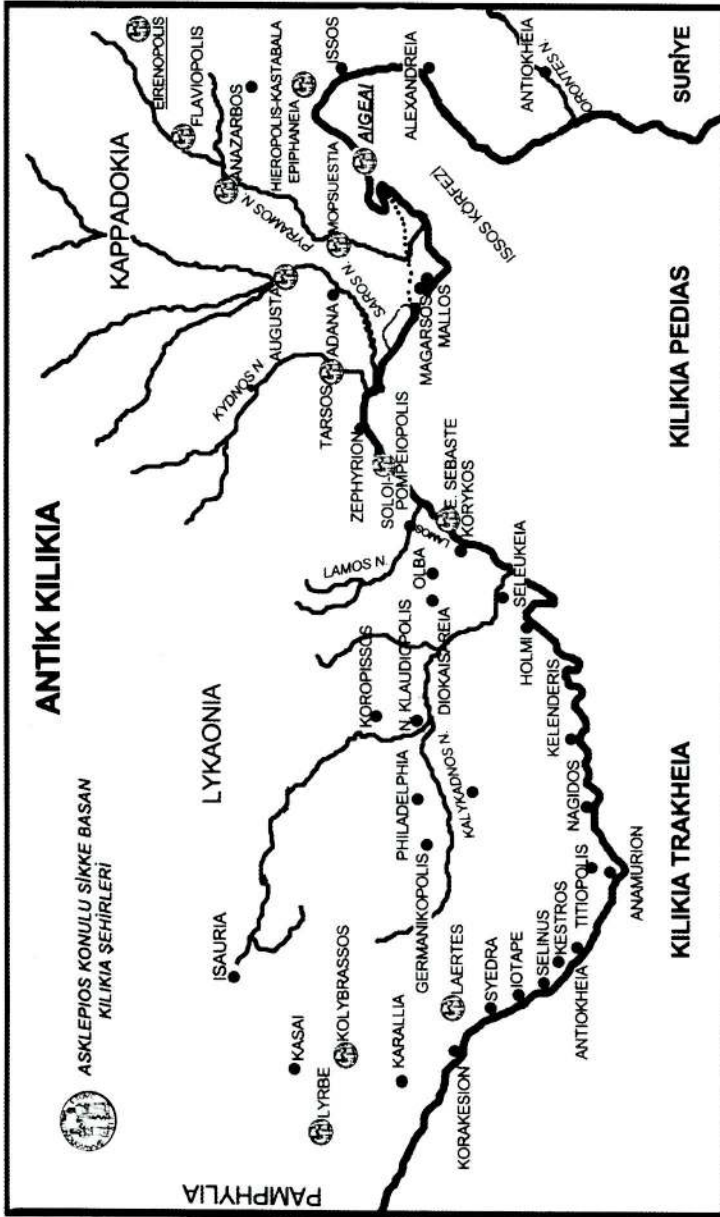 ANTİK KILIKIA
ASKLEPIOS KONULU SİKKE BASAN
KILIKIA ŞEHİRLERİ
PAMPHYLIA
LYKAONIA
KAPPADOKIA
SURİYE
KILIKIA TRAKHEIA
KILIKIA PEDIAS
ISSOS KÖRFEZİ
ISAURIA
KASAI
LYRBE
KOLYBRASSOS
KARALLIA
KORAKESION
LAERTES
SYEDRA
IOTAPE
SELINUS
KESTROS
ANTIOKHEIA
TITIOPOLIS
ANAMURION
NAGIDOS
KELENDERIS
HOLMI
SELEUKEIA
GERMANIKOPOLIS
PHILADELPHIA
KALYKADNOS N.
KOROPISSOS
N KLAUDIOPOLIS
DIOKAISAREIA
OLBA
LAMOS N.
LAMOS
KORYKOS
E. SEBASTE
SOLOI-
POMPEIOPOLIS
ZEPHYRION
TARSOS
KYDNOS N
ADANA
AUGUSTA
SAROS N.
PYRAMOS N.
MAGARSOS
MALLOS
MOPSUESTIA
AIGEAI
ANAZARBOS
FLAVIOPOLIS
EIRENOPOLIS
HIEROPOLIS-KASTABALA
EPIPHANEIA
ISSOS
ALEXANDREIA
ANTIOKHEIA
ORONTES N.